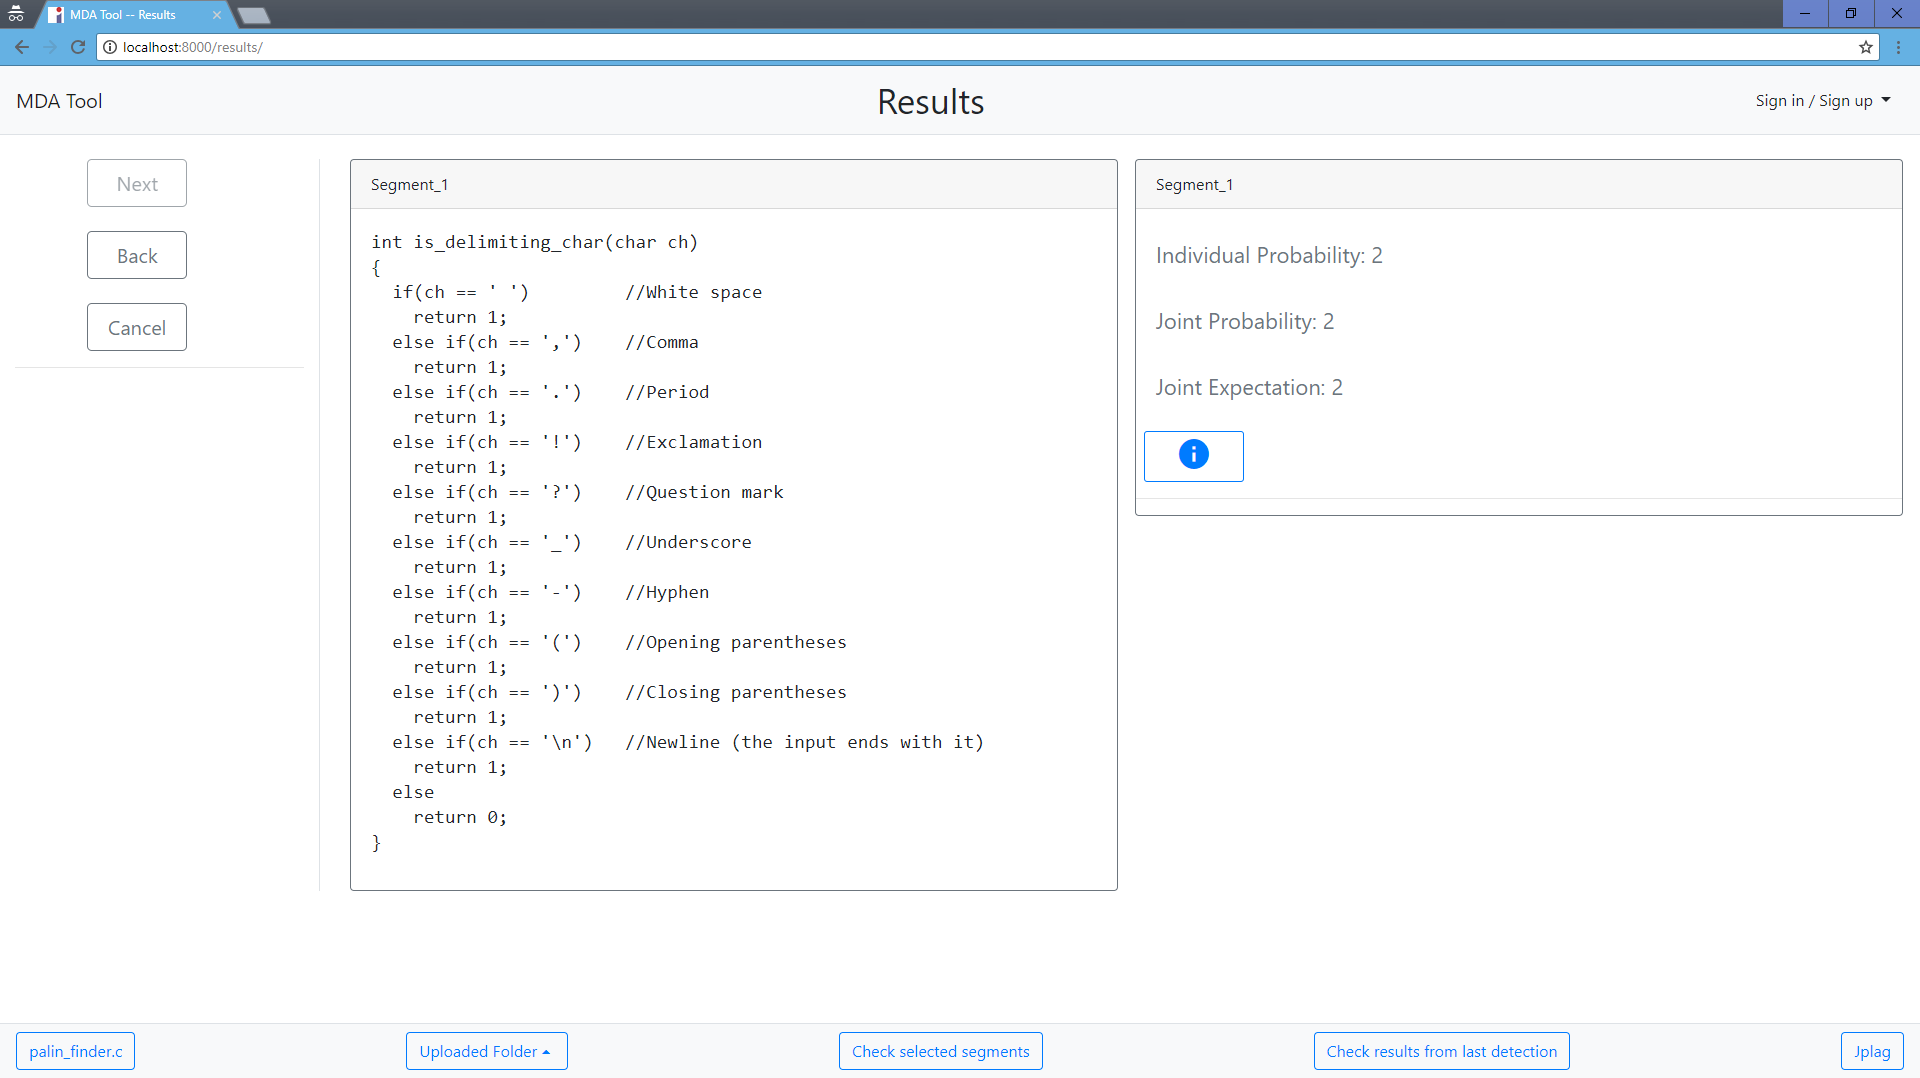 MDA Tool -- Results
localhost:8000/results/
MDA Tool
Results
Sign in / Sign up
Next
Back
Cancel
Segment_1
int is_delimiting_char(char ch)
{
  if(ch == ' ')         //White space
    return 1;
  else if(ch == ',')    //Comma
    return 1;
  else if(ch == '.')    //Period
    return 1;
  else if(ch == '!')    //Exclamation
    return 1;
  else if(ch == '?')    //Question mark
    return 1;
  else if(ch == '_')    //Underscore
    return 1;
  else if(ch == '-')    //Hyphen
    return 1;
  else if(ch == '(')    //Opening parentheses
    return 1;
  else if(ch == ')')    //Closing parentheses
    return 1;
  else if(ch == '\n')   //Newline (the input ends with it)
    return 1;
  else
    return 0;
}
Segment_1
Individual Probability: 2
Joint Probability: 2
Joint Expectation: 2
palin_finder.c
Uploaded Folder
Check selected segments
Check results from last detection
Jplag